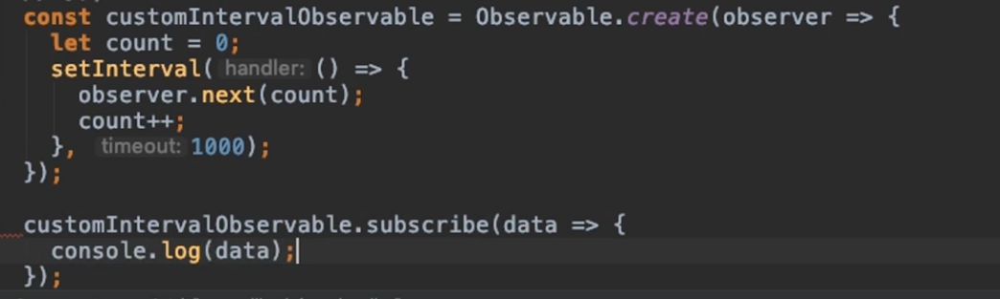 const customIntervalObservable = Observable.create(observer => {
  let count = 0;
  setInterval( handler: () => {
    observer.next(count);
    count++;
  }, timeout: 1000);
});

customIntervalObservable.subscribe(data => {
  console.log(data);
});